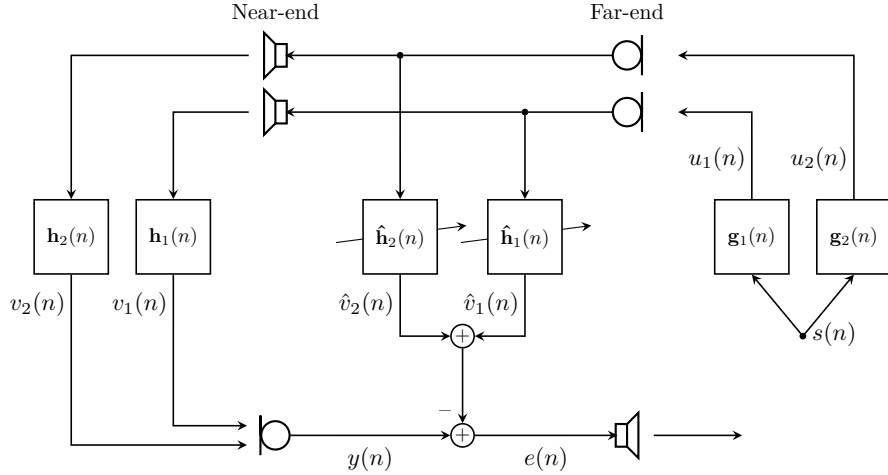 Near-end
Far-end
u₁(n)
u₂(n)
𝐡₂(n)
𝐡₁(n)
𝐡̂₂(n)
𝐡̂₁(n)
𝐠₁(n)
𝐠₂(n)
v₂(n)
v₁(n)
v̂₂(n)
v̂₁(n)
s(n)
+
−
+
y(n)
e(n)